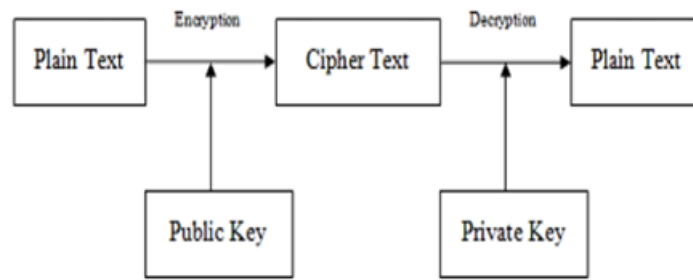 Encryption
Decryption
Plain Text
Cipher Text
Plain Text
Public Key
Private Key